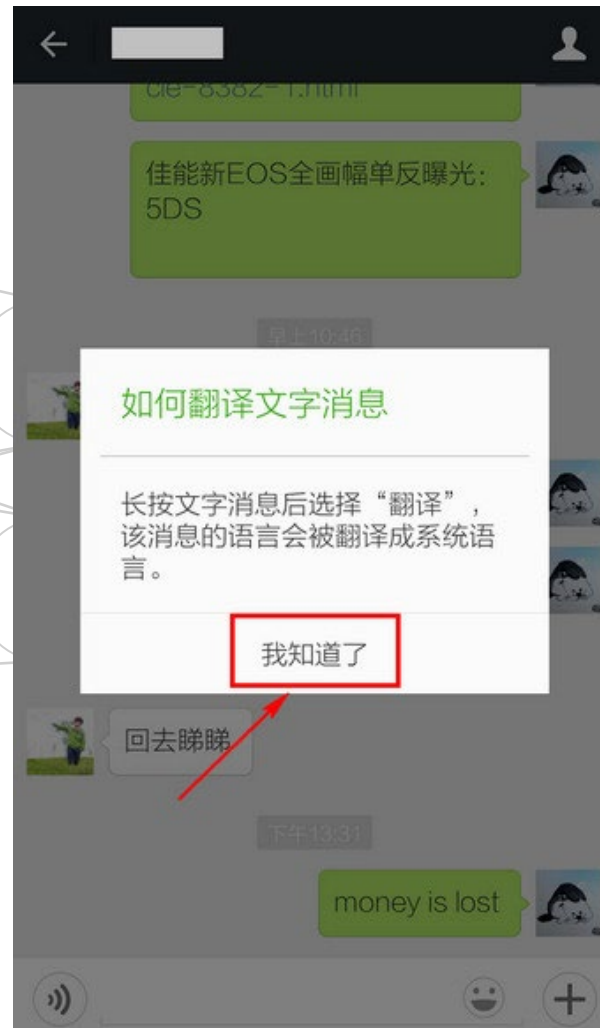 cle-8382-1.html
佳能新EOS全画幅单反曝光：
5DS
早上10:46
如何翻译文字消息
长按文字消息后选择“翻译”，
该消息的语言会被翻译成系统语
言。
我知道了
回去睇睇
下午13:31
money is lost